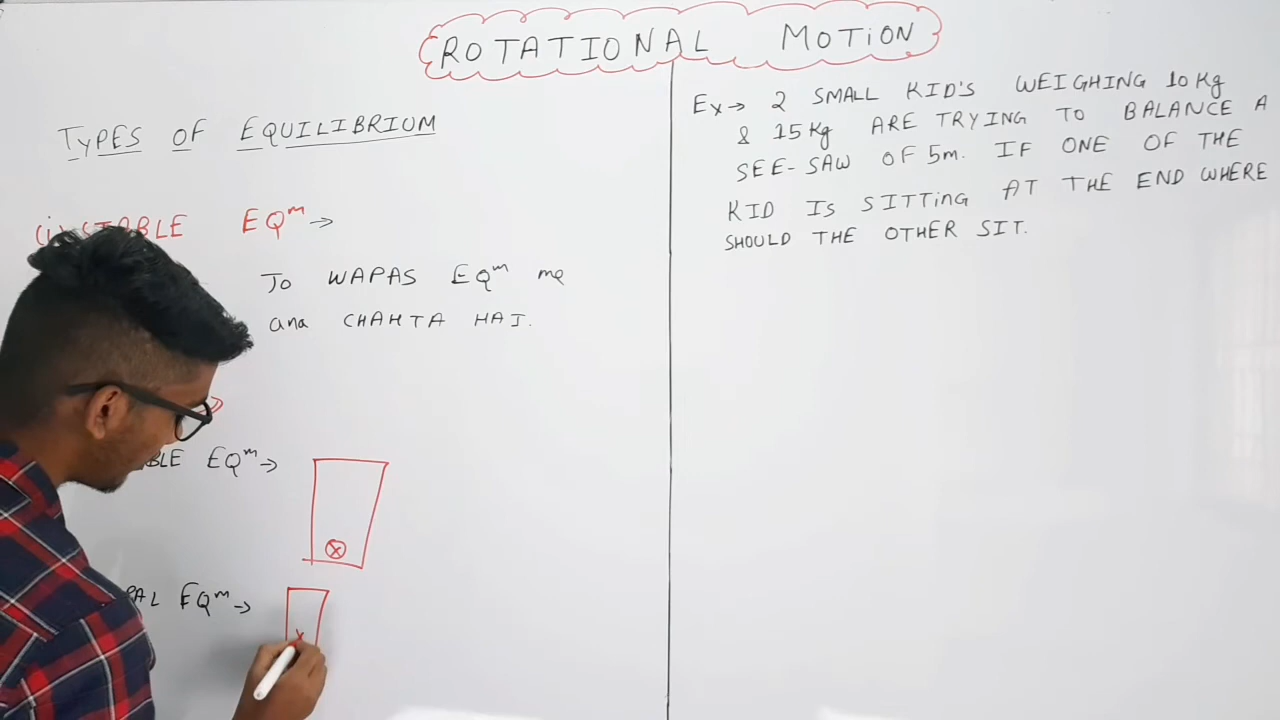 ROTATIONAL MOTION
TYPES OF EQUILIBRIUM
(i) STABLE EQᵐ →
TO WAPAS EQᵐ me
ana CHAHTA HAI.
EQᵐ →
EQᵐ →
Ex → 2 SMALL KID'S WEIGHING 10 Kg
& 15 Kg ARE TRYING TO BALANCE A
SEE-SAW OF 5m. IF ONE OF THE
KID IS SITTING AT THE END WHERE
SHOULD THE OTHER SIT.